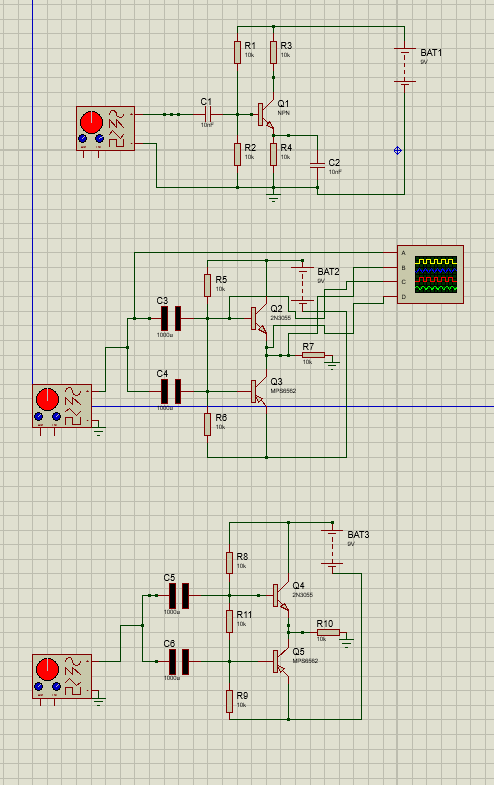 R1
10k
R3
10k
BAT1
9V
C1
10nF
Q1
NPN
R2
10k
R4
10k
C2
10nF
A
B
C
D
R5
10k
BAT2
9V
C3
1000u
Q2
2N3055
R7
10k
C4
1000u
Q3
MPS6562
R6
10k
BAT3
9V
R8
10k
C5
1000u
Q4
2N3055
R11
10k
R10
10k
C6
1000u
Q5
MPS6562
R9
10k